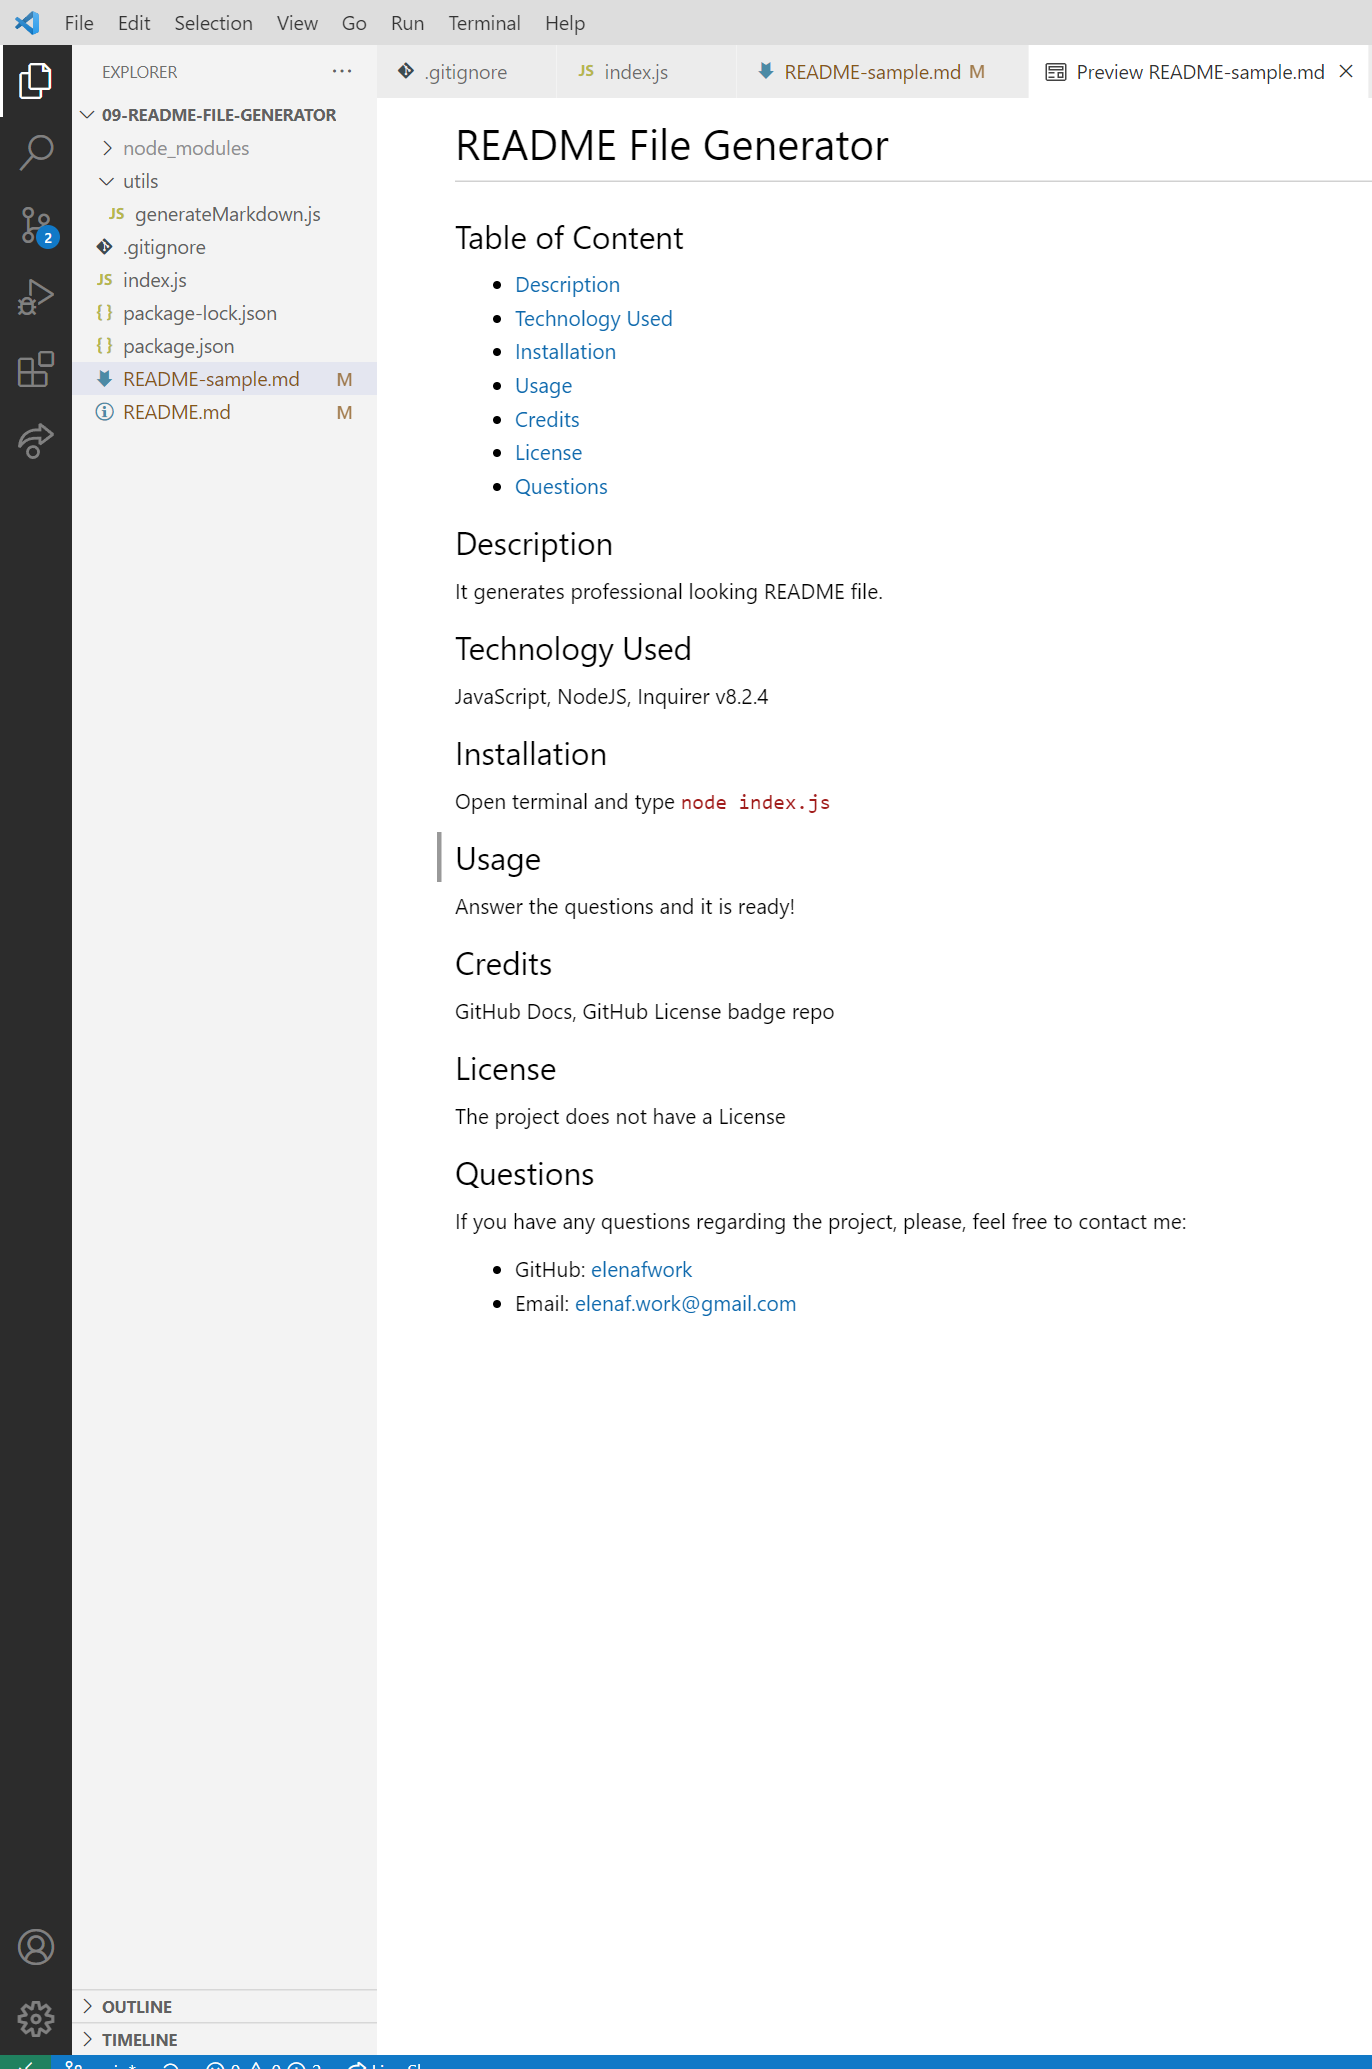 File Edit Selection View Go Run Terminal Help
EXPLORER
09-README-FILE-GENERATOR
node_modules
utils
JS generateMarkdown.js
.gitignore
JS index.js
{} package-lock.json
{} package.json
README-sample.md M
README.md M
2
OUTLINE
TIMELINE
.gitignore
JS index.js
README-sample.md M
Preview README-sample.md
README File Generator
Table of Content
Description
Technology Used
Installation
Usage
Credits
License
Questions
Description
It generates professional looking README file.
Technology Used
JavaScript, NodeJS, Inquirer v8.2.4
Installation
Open terminal and type node index.js
Usage
Answer the questions and it is ready!
Credits
GitHub Docs, GitHub License badge repo
License
The project does not have a License
Questions
If you have any questions regarding the project, please, feel free to contact me:
GitHub: elenafwork
Email: elenaf.work@gmail.com